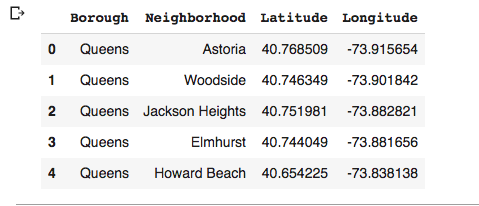 Borough Neighborhood Latitude Longitude
0 Queens Astoria 40.768509 -73.915654
1 Queens Woodside 40.746349 -73.901842
2 Queens Jackson Heights 40.751981 -73.882821
3 Queens Elmhurst 40.744049 -73.881656
4 Queens Howard Beach 40.654225 -73.838138